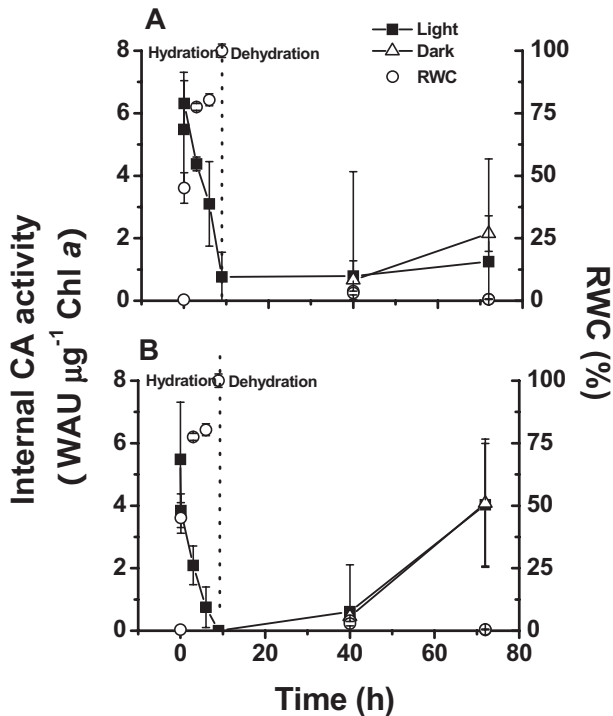 Light
Dark
RWC
A
Hydration Dehydration
8
6
4
2
0
100
75
50
25
0
B
Hydration Dehydration
8
6
4
2
0
100
75
50
25
0
0 20 40 60 80
Time (h)
Internal CA activity
( WAU µg⁻¹ Chl a)
RWC (%)